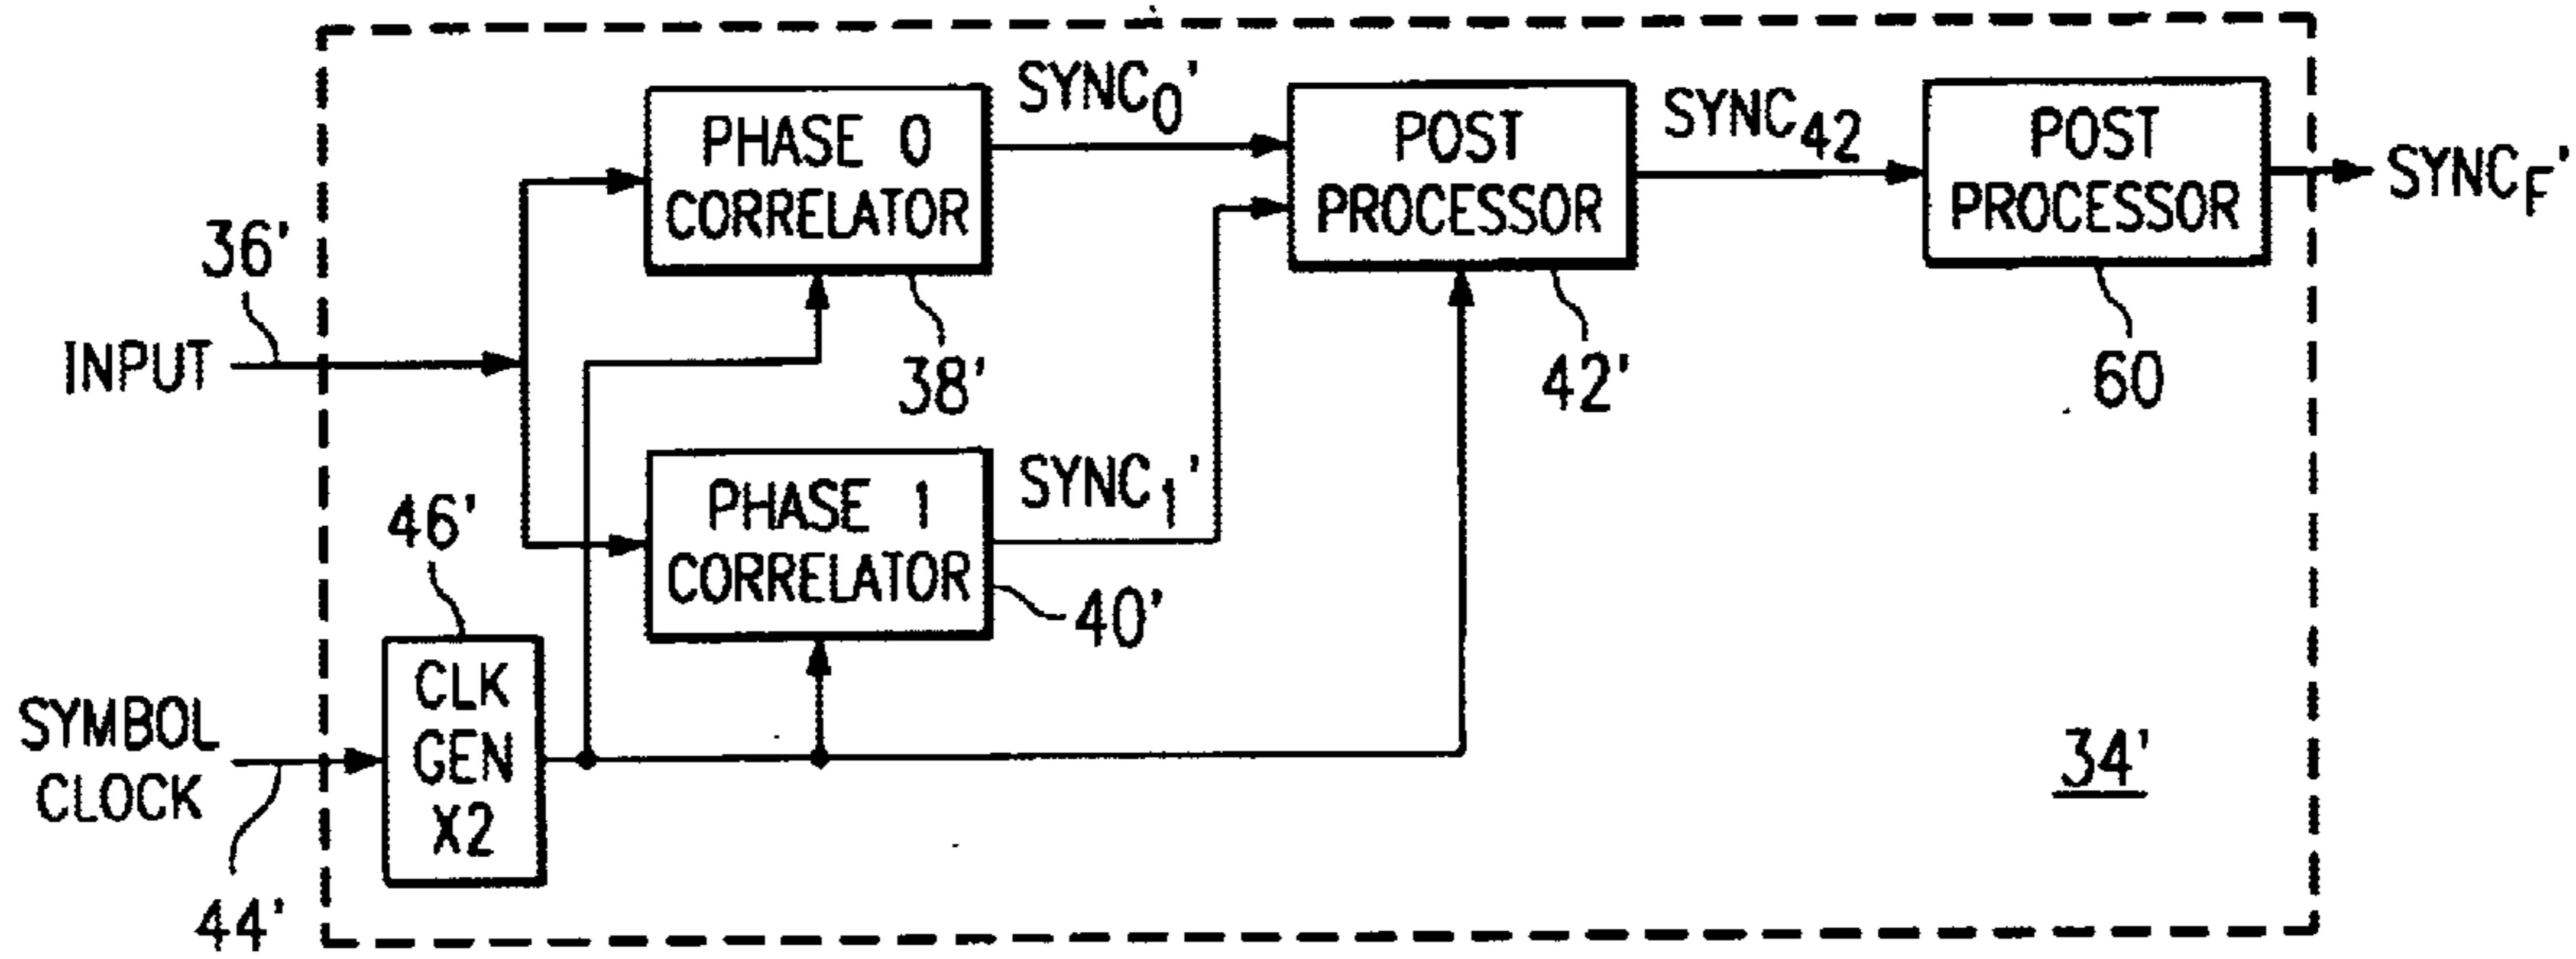 PHASE 0
CORRELATOR
SYNC0'
POST
PROCESSOR
SYNC42
POST
PROCESSOR
SYNCF'
36'
INPUT
38'
42'
60
PHASE 1
CORRELATOR
SYNC1'
40'
46'
CLK
GEN
X2
SYMBOL
CLOCK
44'
34'